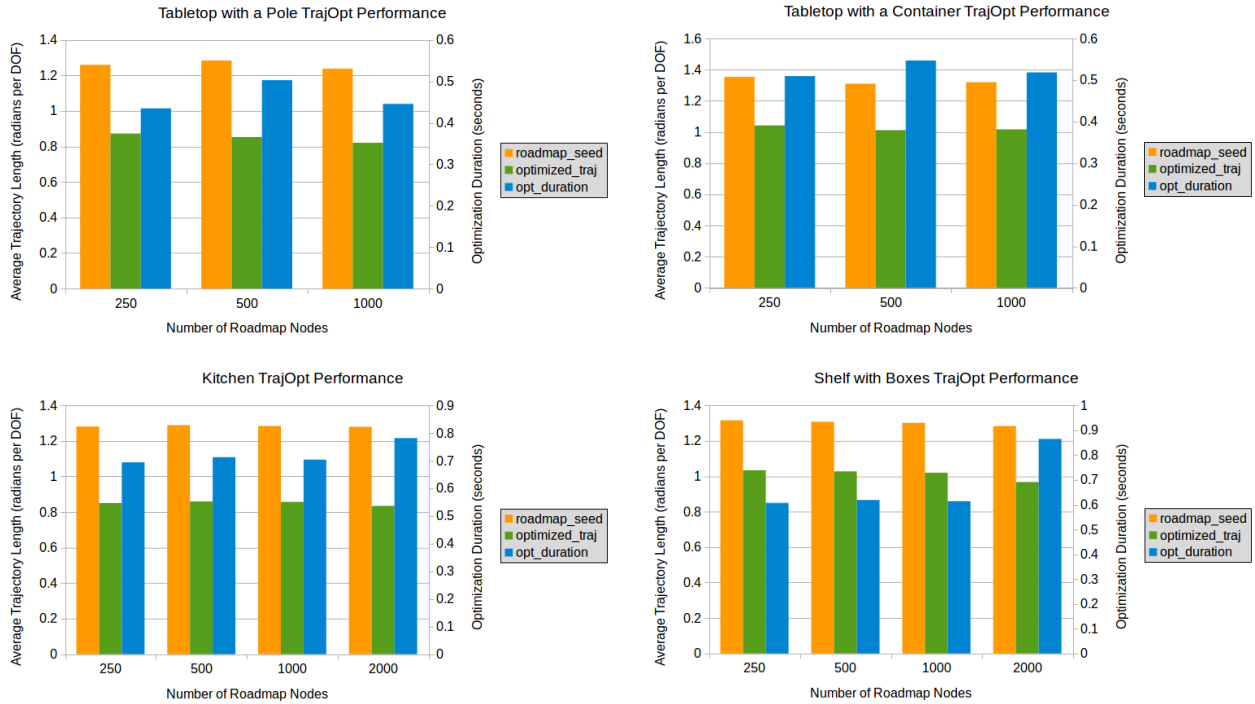 Tabletop with a Pole TrajOpt Performance
Average Trajectory Length (radians per DOF)
1.4
1.2
1
0.8
0.6
0.4
0.2
0
0.6
0.5
0.4
0.3
0.2
0.1
0
Optimization Duration (seconds)
250 500 1000
Number of Roadmap Nodes
roadmap_seed
optimized_traj
opt_duration
Tabletop with a Container TrajOpt Performance
Average Trajectory Length (radians per DOF)
1.6
1.4
1.2
1
0.8
0.6
0.4
0.2
0
0.6
0.5
0.4
0.3
0.2
0.1
0
Optimization Duration (seconds)
250 500 1000
Number of Roadmap Nodes
roadmap_seed
optimized_traj
opt_duration
Kitchen TrajOpt Performance
Average Trajectory Length (radians per DOF)
1.4
1.2
1
0.8
0.6
0.4
0.2
0
0.9
0.8
0.7
0.6
0.5
0.4
0.3
0.2
0.1
0
Optimization Duration (seconds)
250 500 1000 2000
Number of Roadmap Nodes
roadmap_seed
optimized_traj
opt_duration
Shelf with Boxes TrajOpt Performance
Average Trajectory Length (radians per DOF)
1.4
1.2
1
0.8
0.6
0.4
0.2
0
1
0.9
0.8
0.7
0.6
0.5
0.4
0.3
0.2
0.1
0
Optimization Duration (seconds)
250 500 1000 2000
Number of Roadmap Nodes
roadmap_seed
optimized_traj
opt_duration